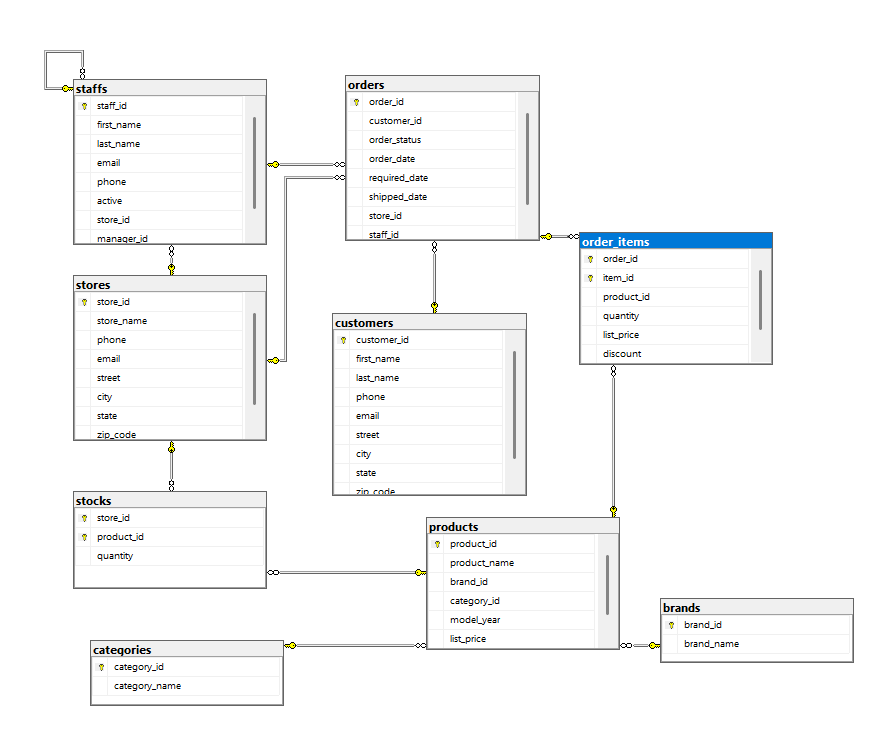 staffs
staff_id
first_name
last_name
email
phone
active
store_id
manager_id
orders
order_id
customer_id
order_status
order_date
required_date
shipped_date
store_id
staff_id
order_items
order_id
item_id
product_id
quantity
list_price
discount
stores
store_id
store_name
phone
email
street
city
state
zip_code
customers
customer_id
first_name
last_name
phone
email
street
city
state
zip_code
stocks
store_id
product_id
quantity
products
product_id
product_name
brand_id
category_id
model_year
list_price
brands
brand_id
brand_name
categories
category_id
category_name